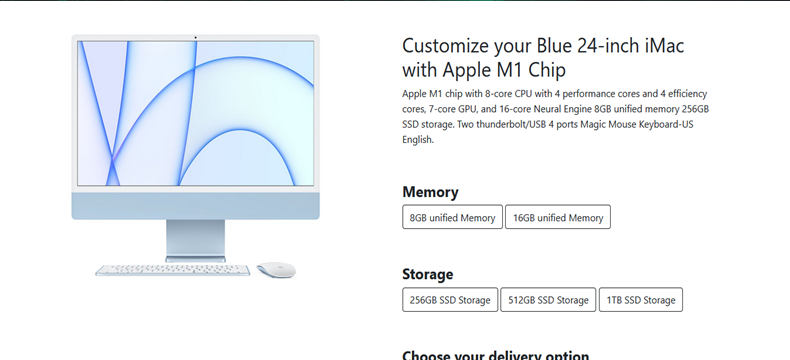 Customize your Blue 24-inch iMac
with Apple M1 Chip
Apple M1 chip with 8-core CPU with 4 performance cores and 4 efficiency
cores, 7-core GPU, and 16-core Neural Engine 8GB unified memory 256GB
SSD storage. Two thunderbolt/USB 4 ports Magic Mouse Keyboard-US
English.
Memory
8GB unified Memory 16GB unified Memory
Storage
256GB SSD Storage 512GB SSD Storage 1TB SSD Storage
Choose your delivery option